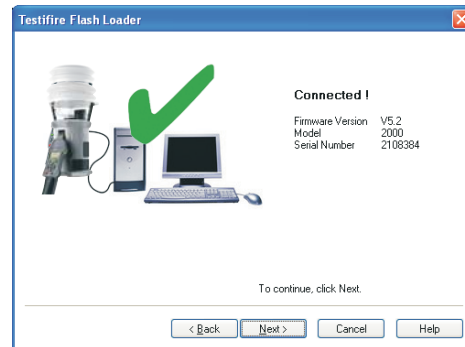 Testifire Flash Loader
Connected !
Firmware Version V5.2
Model 2000
Serial Number 2108384
To continue, click Next.
< Back Next > Cancel Help